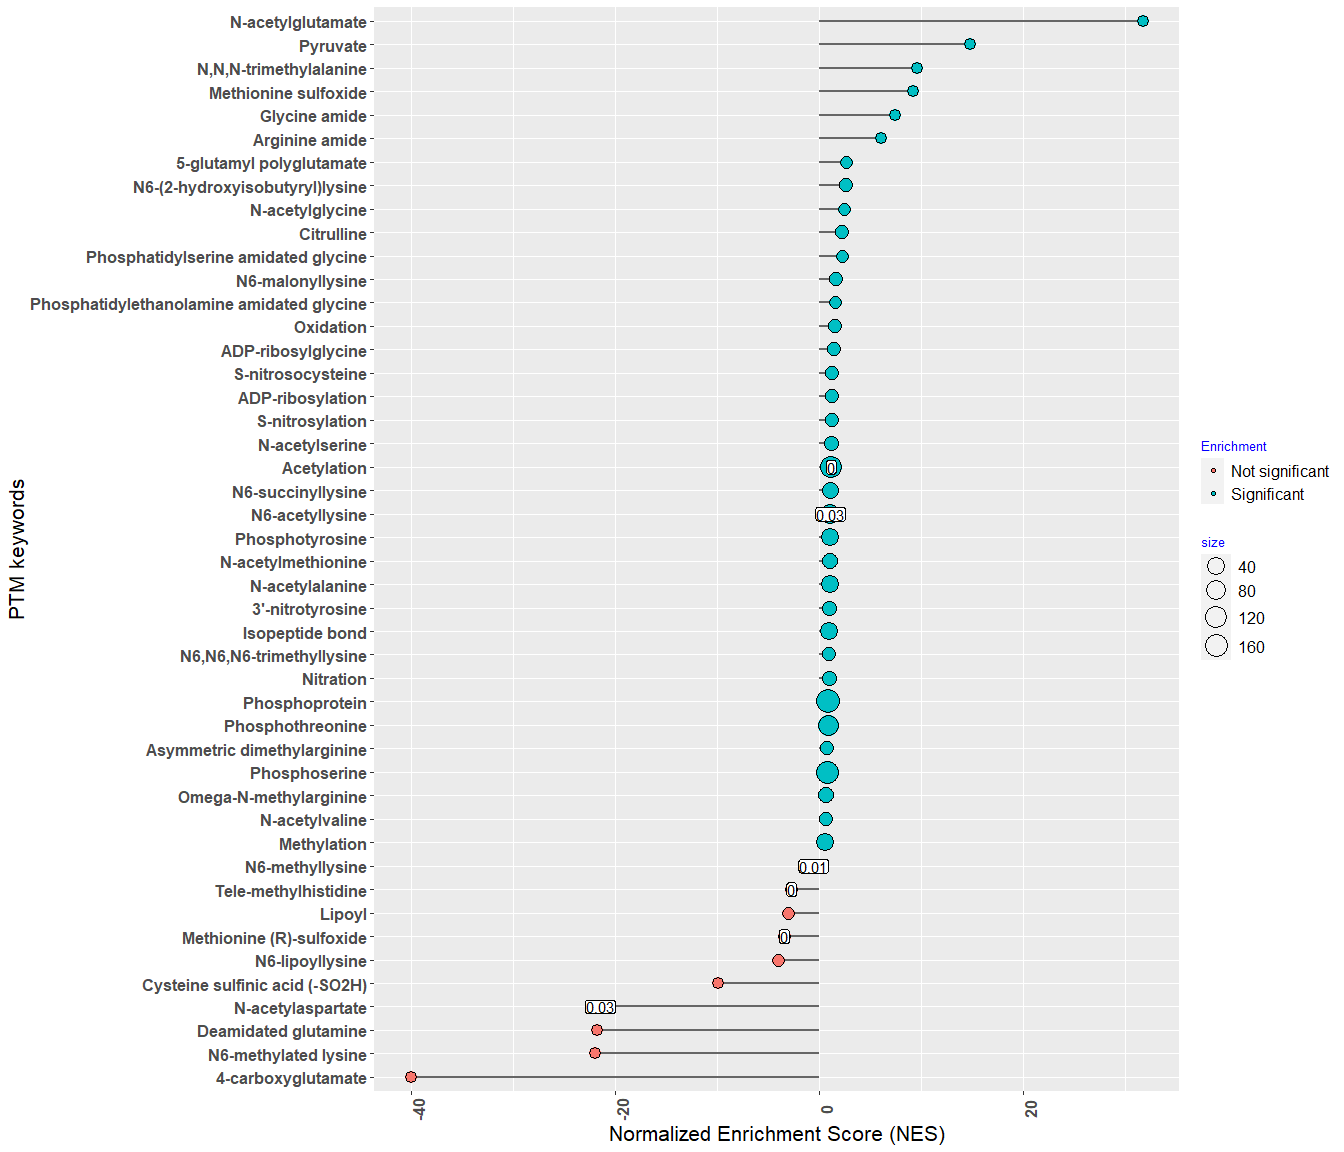 N-acetylglutamate
Pyruvate
N,N,N-trimethylalanine
Methionine sulfoxide
Glycine amide
Arginine amide
5-glutamyl polyglutamate
N6-(2-hydroxyisobutyryl)lysine
N-acetylglycine
Citrulline
Phosphatidylserine amidated glycine
N6-malonyllysine
Phosphatidylethanolamine amidated glycine
Oxidation
ADP-ribosylglycine
S-nitrosocysteine
ADP-ribosylation
S-nitrosylation
N-acetylserine
Acetylation 0
N6-succinyllysine
N6-acetyllysine 0.03
Phosphotyrosine
N-acetylmethionine
N-acetylalanine
3'-nitrotyrosine
Isopeptide bond
N6,N6,N6-trimethyllysine
Nitration
Phosphoprotein
Phosphothreonine
Asymmetric dimethylarginine
Phosphoserine
Omega-N-methylarginine
N-acetylvaline
Methylation
N6-methyllysine 0.01
Tele-methylhistidine 0
Lipoyl
Methionine (R)-sulfoxide 0
N6-lipoyllysine
Cysteine sulfinic acid (-SO2H)
N-acetylaspartate 0.03
Deamidated glutamine
N6-methylated lysine
4-carboxyglutamate
PTM keywords
-40 -20 0 20
Normalized Enrichment Score (NES)
Enrichment
Not significant
Significant
size
40
80
120
160